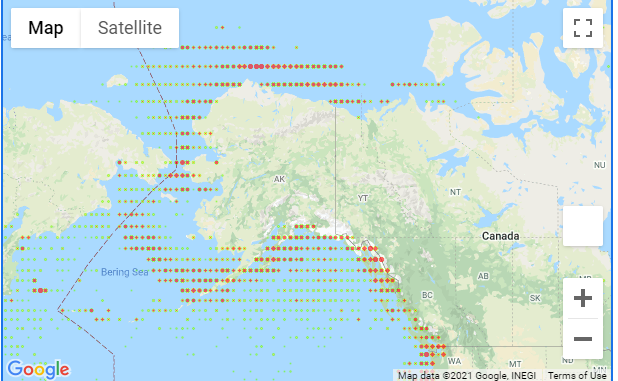 Map
Satellite
AK
YT
NT
NU
Canada
Bering Sea
AB
BC
SK
WA
MT
ND
Google
Map data ©2021 Google, INEGI
Terms of Use